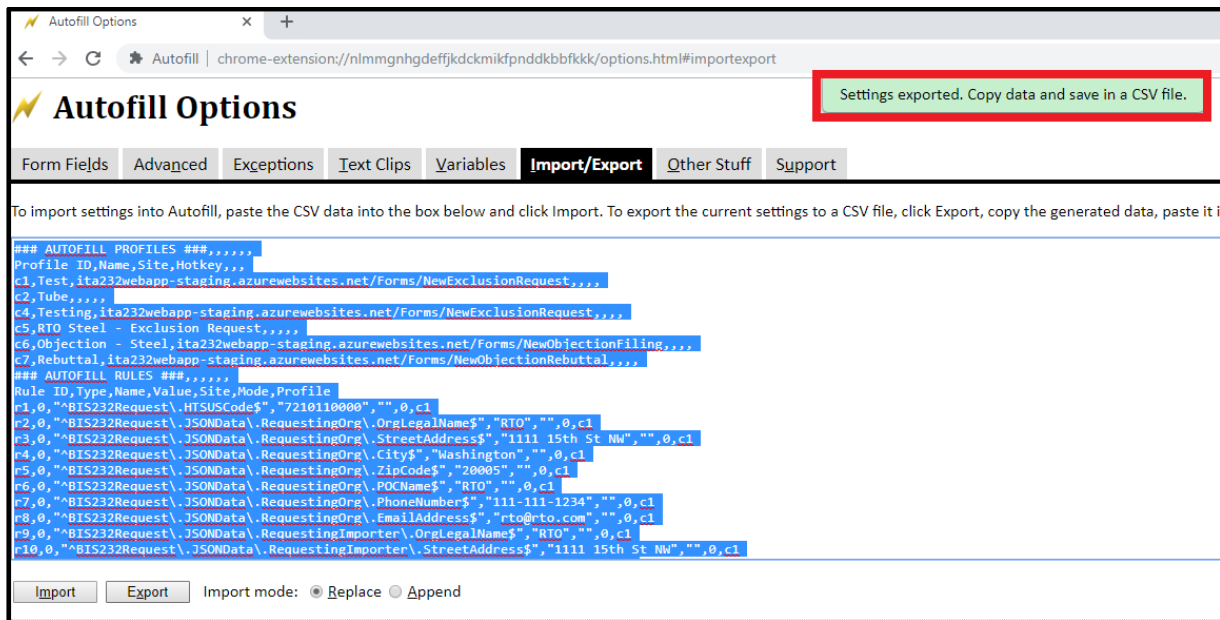 Autofill Options
Autofill | chrome-extension://nlmmgnhgdeffjkdckmikfpnddkbbfkkk/options.html#importexport
Settings exported. Copy data and save in a CSV file.
Autofill Options
Form Fields Advanced Exceptions Text Clips Variables Import/Export Other Stuff Support
To import settings into Autofill, paste the CSV data into the box below and click Import. To export the current settings to a CSV file, click Export, copy the generated data, paste it i
### AUTOFILL PROFILES ###,,,,,,
Profile ID,Name,Site,Hotkey,,,
c1,Test,ita232webapp-staging.azurewebsites.net/Forms/NewExclusionRequest,,,,
c2,Tube,,,,,
c4,Testing,ita232webapp-staging.azurewebsites.net/Forms/NewExclusionRequest,,,,
c5,RTO Steel - Exclusion Request,,,,,
c6,Objection - Steel,ita232webapp-staging.azurewebsites.net/Forms/NewObjectionFiling,,,,
c7,Rebuttal,ita232webapp-staging.azurewebsites.net/Forms/NewObjectionRebuttal,,,,
### AUTOFILL RULES ###,,,,,,
Rule ID,Type,Name,Value,Site,Mode,Profile
r1,0,"^BIS232Request\.HTSUSCode$","7210110000","",0,c1
r2,0,"^BIS232Request\.JSONData\.RequestingOrg\.OrgLegalName$","RTO","",0,c1
r3,0,"^BIS232Request\.JSONData\.RequestingOrg\.StreetAddress$","1111 15th St NW","",0,c1
r4,0,"^BIS232Request\.JSONData\.RequestingOrg\.City$","Washington","",0,c1
r5,0,"^BIS232Request\.JSONData\.RequestingOrg\.ZipCode$","20005","",0,c1
r6,0,"^BIS232Request\.JSONData\.RequestingOrg\.POCName$","RTO","",0,c1
r7,0,"^BIS232Request\.JSONData\.RequestingOrg\.PhoneNumber$","111-111-1234","",0,c1
r8,0,"^BIS232Request\.JSONData\.RequestingOrg\.EmailAddress$","rto@rto.com","",0,c1
r9,0,"^BIS232Request\.JSONData\.RequestingImporter\.OrgLegalName$","RTO","",0,c1
r10,0,"^BIS232Request\.JSONData\.RequestingImporter\.StreetAddress$","1111 15th St NW","",0,c1
Import Export Import mode: Replace Append